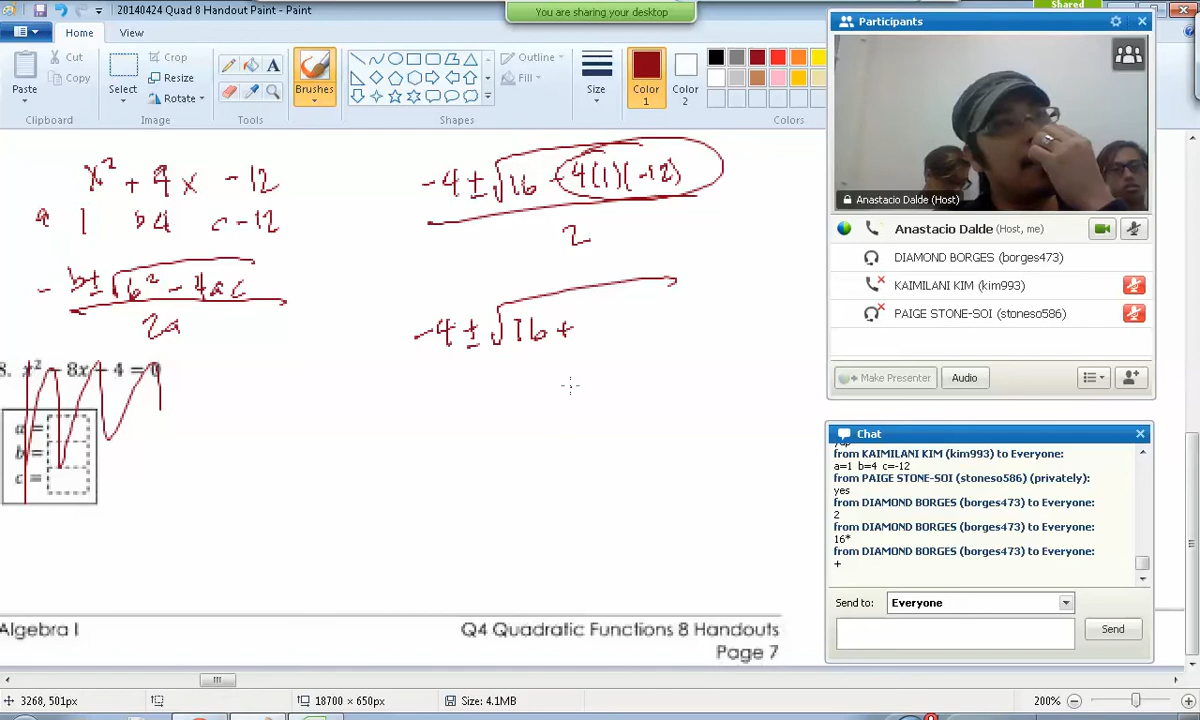 20140424 Quad 8 Handout Paint - Paint
You are sharing your desktop
Shared
Home
View
Paste
Cut
Copy
Clipboard
Select
Crop
Resize
Rotate
Image
Tools
Brushes
Outline
Fill
Shapes
Size
Color
1
Color
2
Colors
x² + 4x - 12
a 1 b 4 c -12
- b ± √b² - 4ac
2a
-4 ± √16 - 4(1)(-12)
2
-4 ± √16 +
8. x² - 8x + 4 = 0
a =
b =
c =
Algebra I
Q4 Quadratic Functions 8 Handouts
Page 7
3268, 501px
18700 × 650px
Size: 4.1MB
200%
Participants
Anastacio Dalde (Host)
Anastacio Dalde (Host, me)
DIAMOND BORGES (borges473)
KAIMILANI KIM (kim993)
PAIGE STONE-SOI (stoneso586)
Make Presenter
Audio
Chat
from KAIMILANI KIM (kim993) to Everyone:
a=1 b=4 c=-12
from PAIGE STONE-SOI (stoneso586) (privately):
yes
from DIAMOND BORGES (borges473) to Everyone:
2
from DIAMOND BORGES (borges473) to Everyone:
16*
from DIAMOND BORGES (borges473) to Everyone:
+
Send to:
Everyone
Send